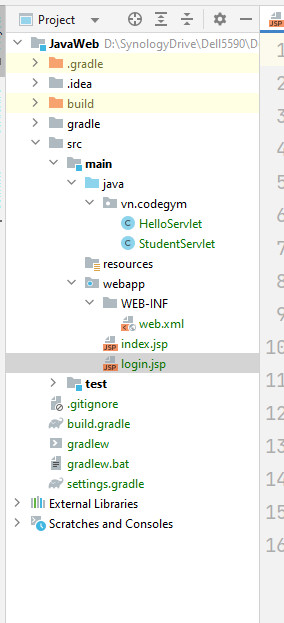 Project
JavaWeb D:\SynologyDrive\Dell5590\D
.gradle
.idea
build
gradle
src
main
java
vn.codegym
C HelloServlet
C StudentServlet
resources
webapp
WEB-INF
web.xml
JSP index.jsp
JSP login.jsp
test
.gitignore
build.gradle
gradlew
gradlew.bat
settings.gradle
External Libraries
Scratches and Consoles
JSP
1
2
3
4
5
6
7
8
9
10
11
12
13
14
15
16